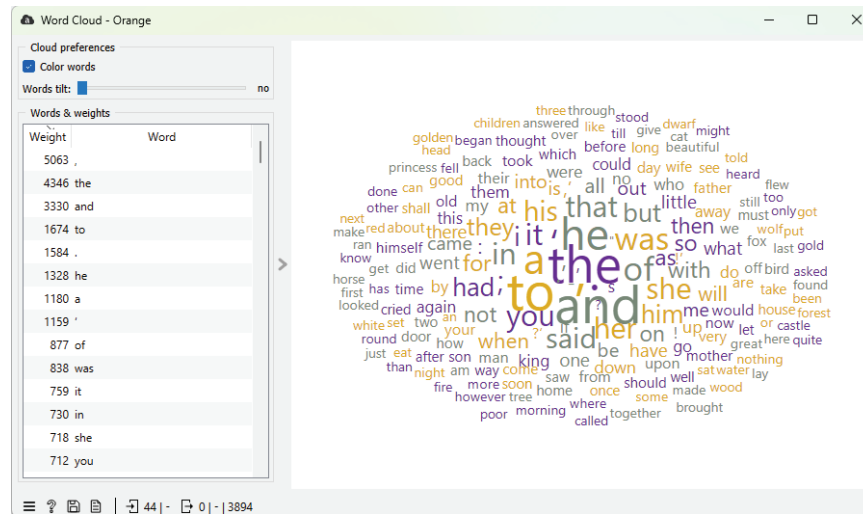 Word Cloud - Orange
Cloud preferences
Color words
Words tilt: no
Words & weights
Weight Word
5063 ,
4346 the
3330 and
1674 to
1584 .
1328 he
1180 a
1159 '
877 of
838 was
759 it
730 in
718 she
712 you
three through
children answered like till stood give dwarf
golden began thought over cat might
head before long beautiful
princess fell back took which could day wife see told heard
done can good their into is,' were all no out who father flew
other shall old my at his that but little away still too
next this them then we must only got
make red about there they i it ' he was so what fox wolf put
ran himself came : in a the of as !' last gold
know get did went for " with do off bird asked
horse has time by had ; to ,' 's she will are take found
first and been
looked cried again not you ? him me would house forest
white set two an your ?' if her on ! up now let or castle
round door how when said be have go very great here quite
just eat after son man king one down upon mother nothing
than night am way come saw from should well sat water lay
fire more soon home once some made wood
however tree where together brought
poor morning called
44 | - 0 | - | 3894